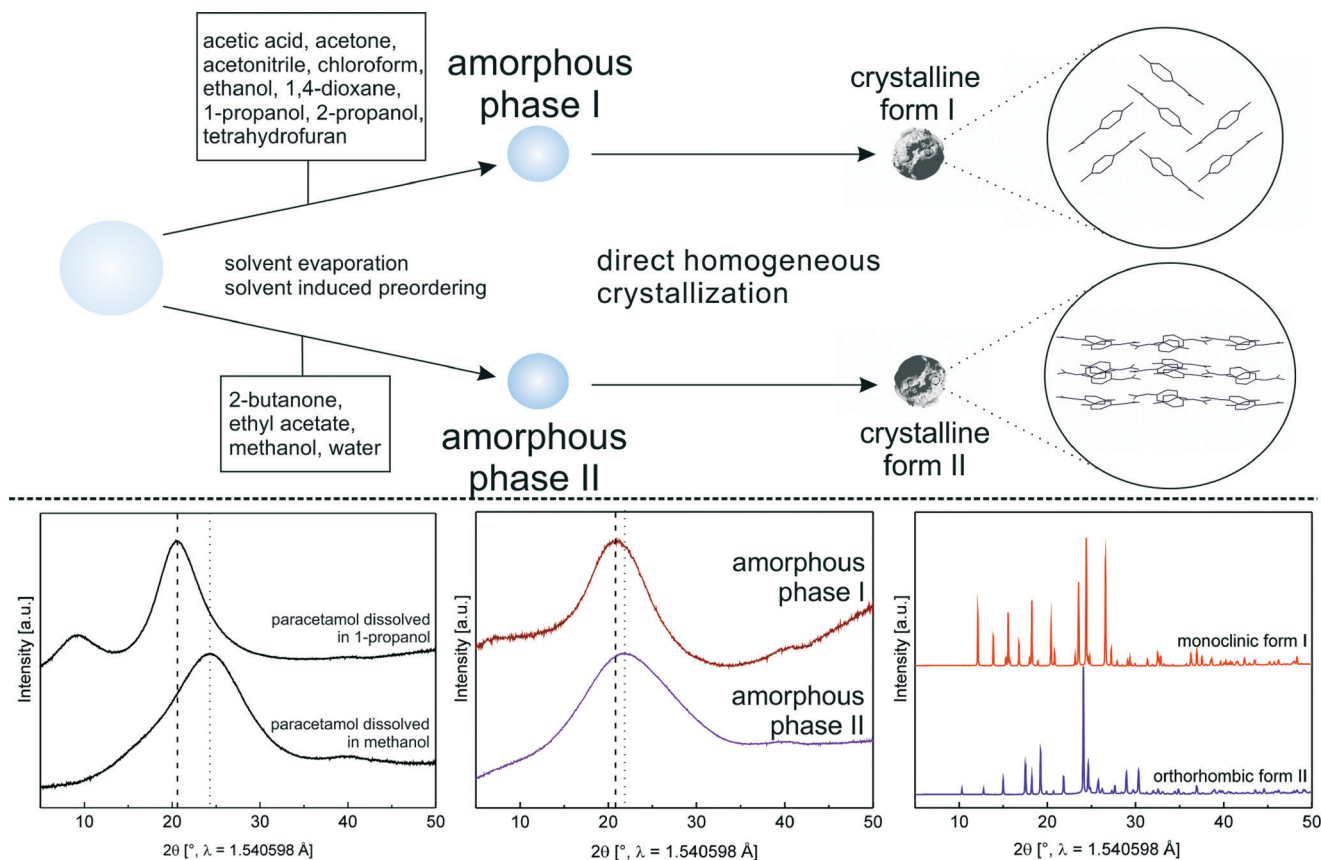 acetic acid, acetone,
acetonitrile, chloroform,
ethanol, 1,4-dioxane,
1-propanol, 2-propanol,
tetrahydrofuran
amorphous
phase I
crystalline
form I
solvent evaporation
solvent induced preordering
direct homogeneous
crystallization
2-butanone,
ethyl acetate,
methanol, water
amorphous
phase II
crystalline
form II
Intensity [a.u.]
paracetamol dissolved
in 1-propanol
paracetamol dissolved
in methanol
10 20 30 40 50
2θ [°, λ = 1.540598 Å]
Intensity [a.u.]
amorphous
phase I
amorphous
phase II
10 20 30 40 50
2θ [°, λ = 1.540598 Å]
Intensity [a.u.]
monoclinic form I
orthorhombic form II
10 20 30 40 50
2θ [°, λ = 1.540598 Å]